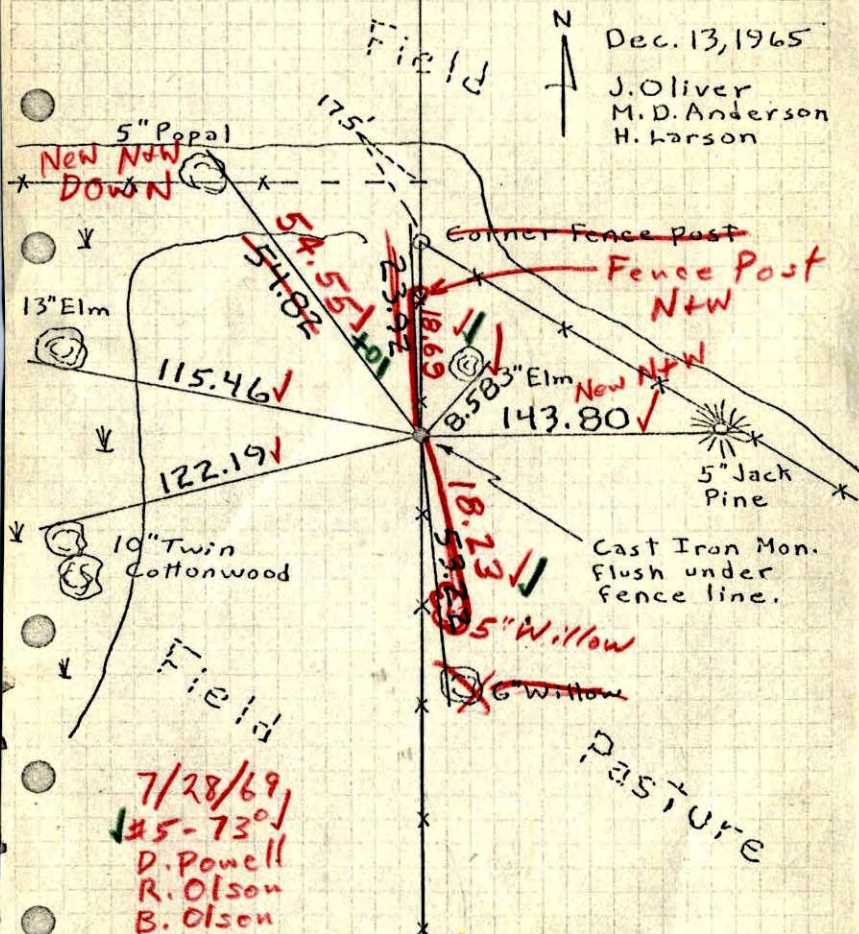 N
Dec. 13, 1965
J. Oliver
M. D. Anderson
H. Larson
Field
17.5'
5" Popal
New N+W
DOWN
Corner Fence Post
Fence Post
N+W
54.55
54.82
23.92
18.69
13" Elm
3" Elm
New N+W
115.46
8.58
143.80
122.19
5" Jack
Pine
10" Twin
Cottonwood
18.23
53.22
Cast Iron Mon.
flush under
fence line.
5" Willow
6" Willow
Field
Pasture
7/28/69
#5-73°
D. Powell
R. Olson
B. Olson